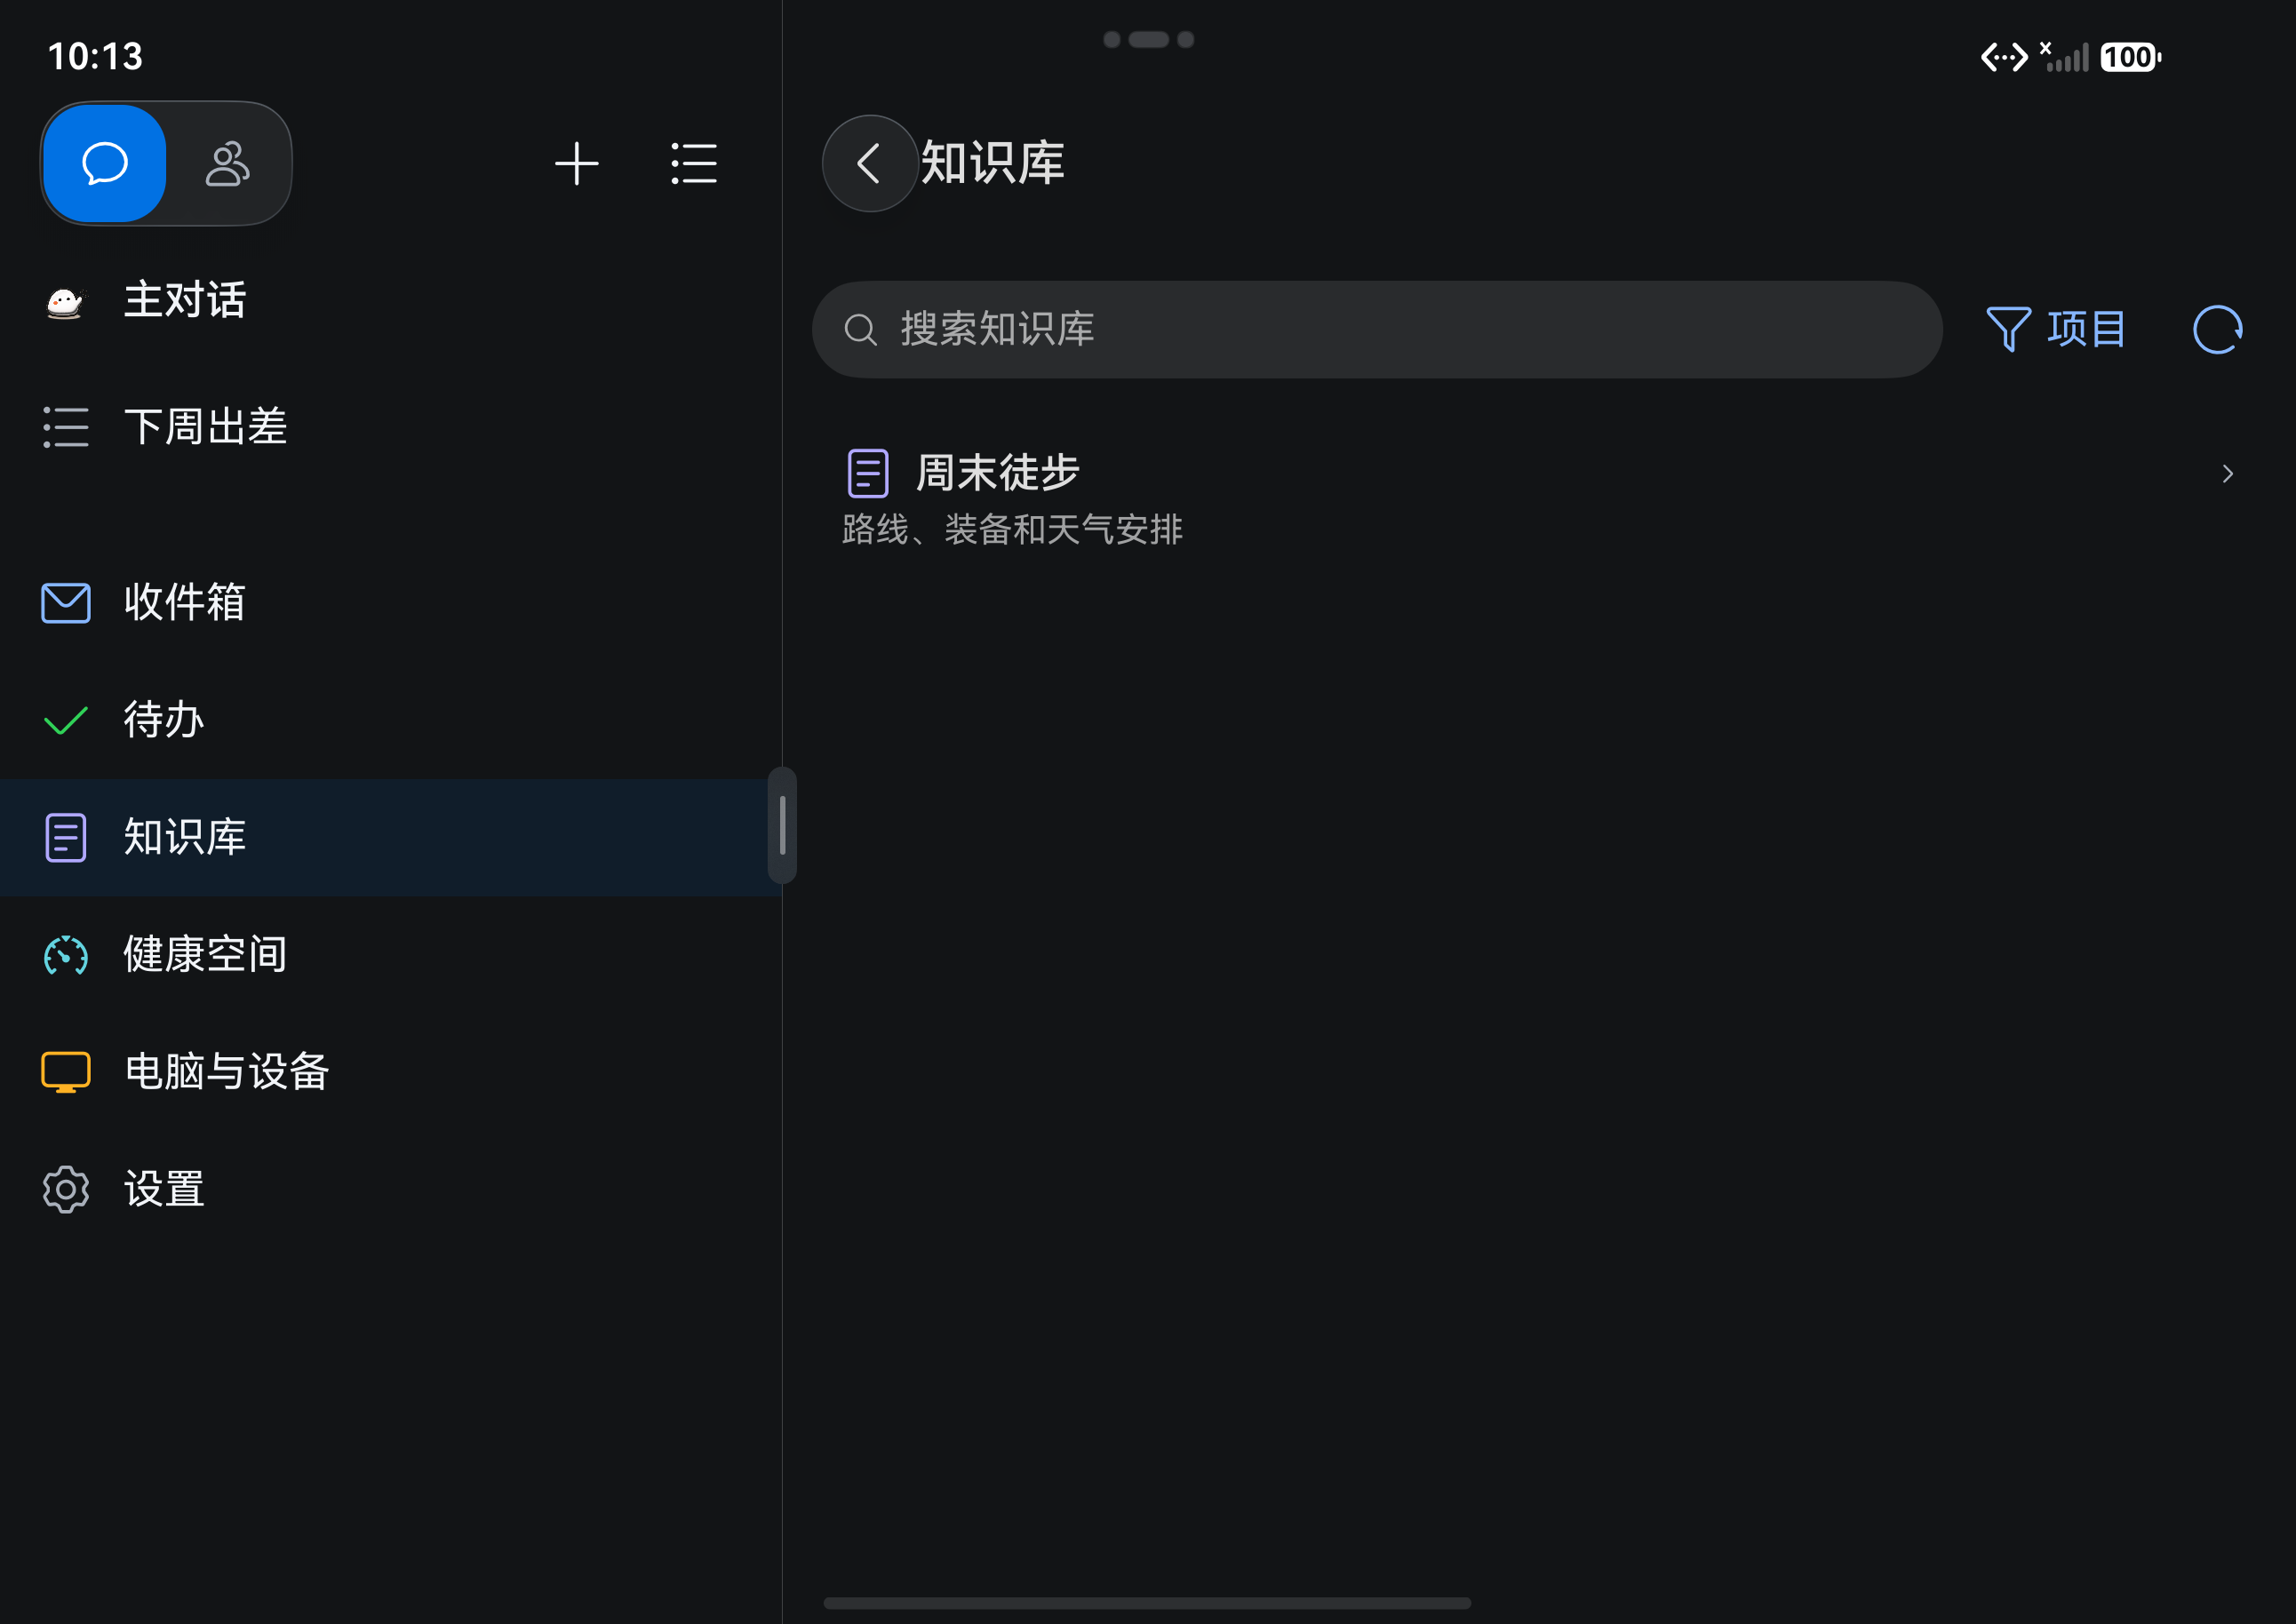 10:13
100
知识库
主对话
搜索知识库
项目
下周出差
周末徒步
路线、装备和天气安排
收件箱
待办
知识库
健康空间
电脑与设备
设置